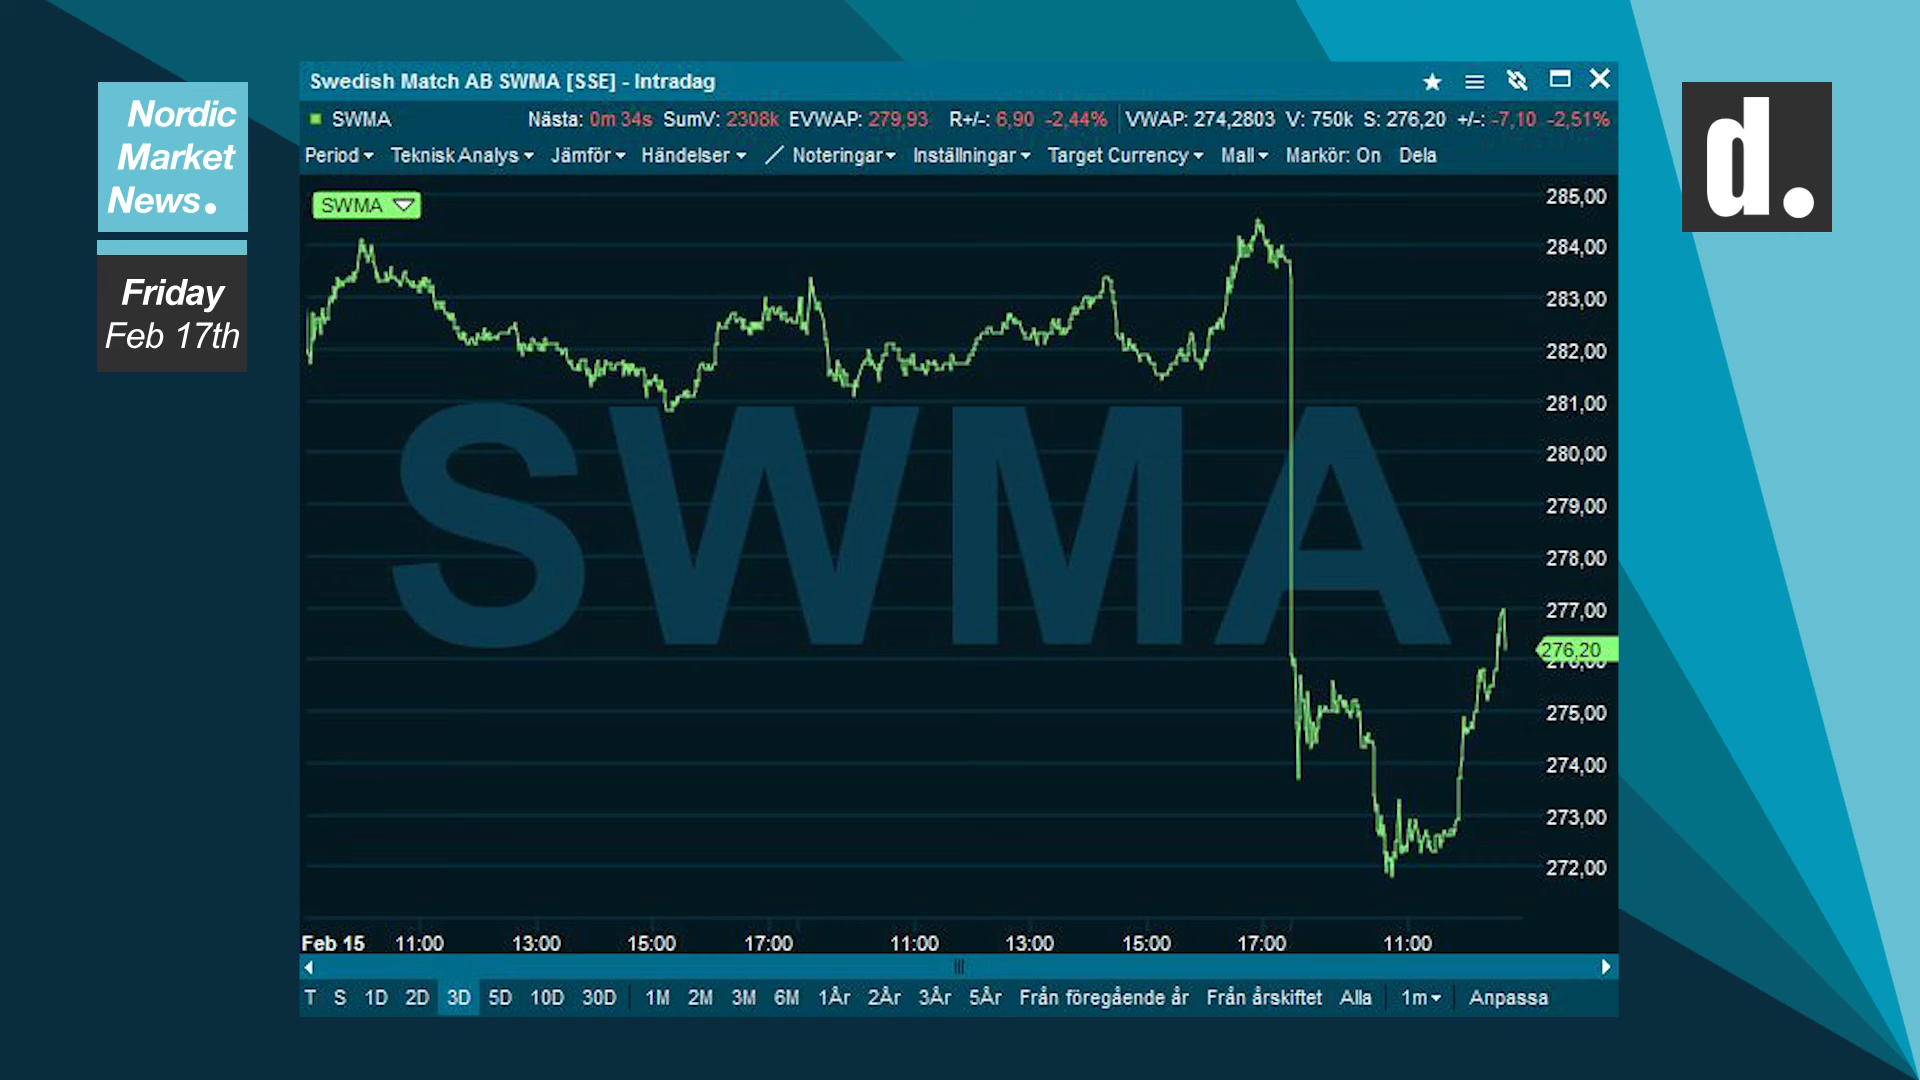 Nordic
Market
News.
Friday
Feb 17th
d.
Swedish Match AB SWMA [SSE] - Intradag
SWMA Nästa: 0m 34s SumV: 2308k EVWAP: 279,93 R+/-: 6,90 -2,44% VWAP: 274,2803 V: 750k S: 276,20 +/-: -7,10 -2,51%
Period Teknisk Analys Jämför Händelser Noteringar Inställningar Target Currency Mall Markör: On Dela
SWMA
SWMA
285,00
284,00
283,00
282,00
281,00
280,00
279,00
278,00
277,00
276,20
276,00
275,00
274,00
273,00
272,00
Feb 15 11:00 13:00 15:00 17:00 11:00 13:00 15:00 17:00 11:00
T S 1D 2D 3D 5D 10D 30D 1M 2M 3M 6M 1År 2År 3År 5År Från föregående år Från årskiftet Alla 1m Anpassa